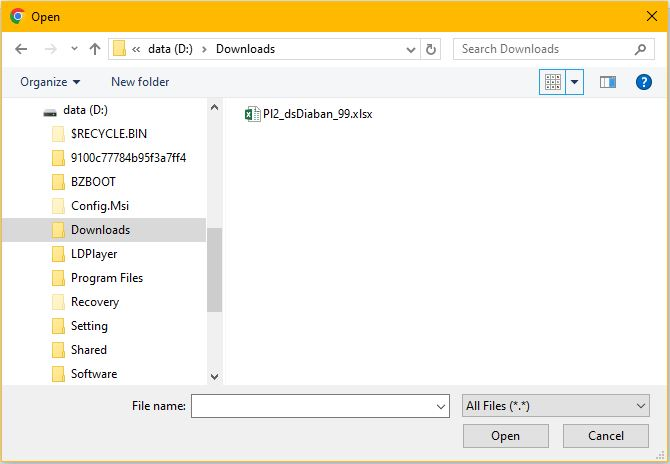 Open
« data (D:) > Downloads
Search Downloads
Organize
New folder
data (D:)
$RECYCLE.BIN
9100c77784b95f3a7ff4
BZBOOT
Config.Msi
Downloads
LDPlayer
Program Files
Recovery
Setting
Shared
Software
PI2_dsDiaban_99.xlsx
File name:
All Files (*.*)
Open
Cancel